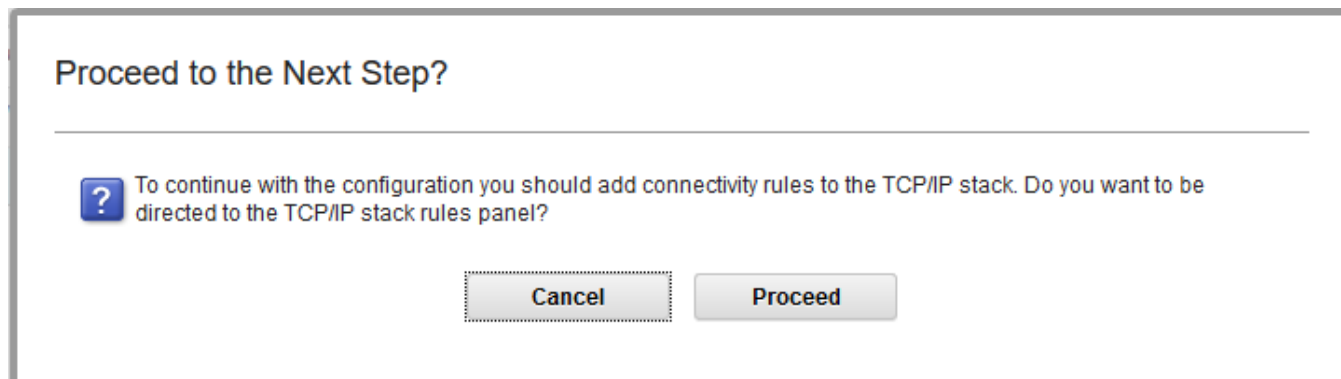 Proceed to the Next Step?
? To continue with the configuration you should add connectivity rules to the TCP/IP stack. Do you want to be
directed to the TCP/IP stack rules panel?
Cancel Proceed